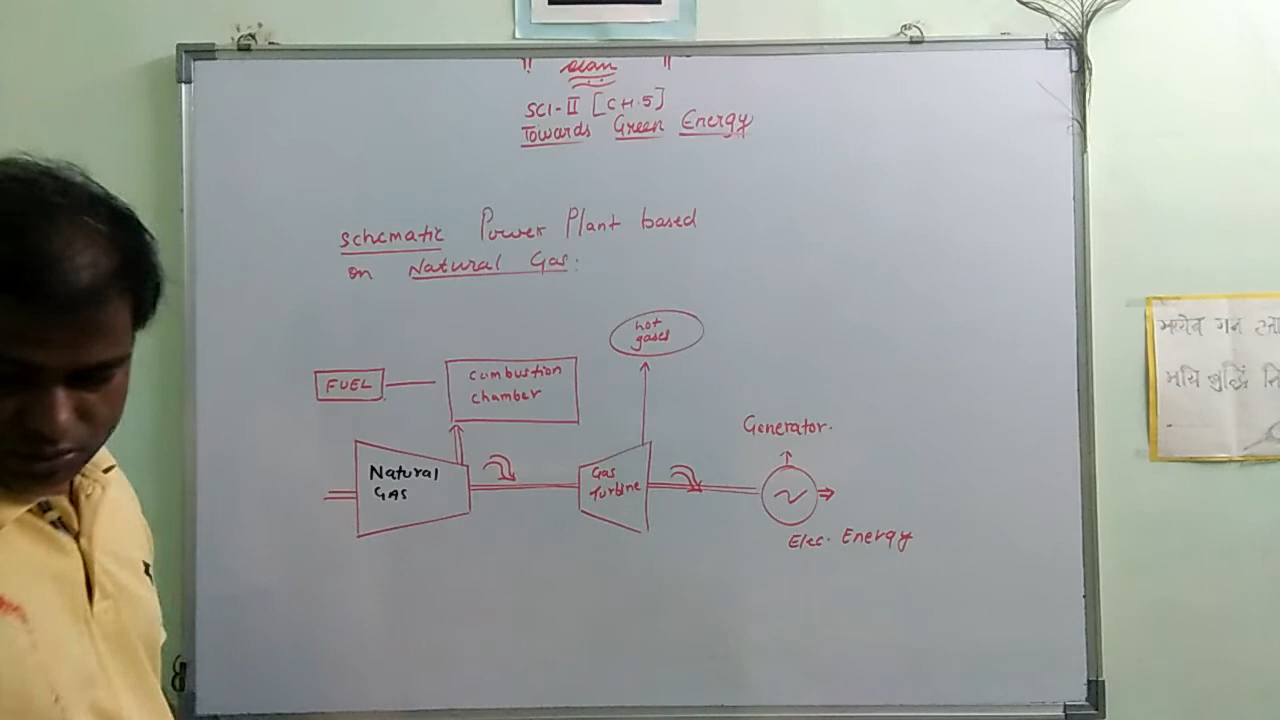 SCI-II [CH.5]
Towards Green Energy
Schematic Power Plant based
on Natural Gas:
hot
gases
FUEL
combustion
chamber
Generator.
Natural
GAS
Gas
Turbine
Elec. Energy